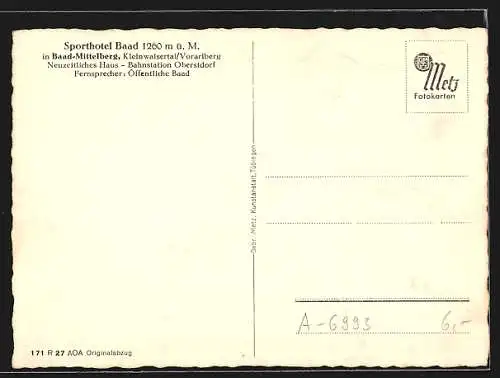 Sporthotel Baad 1260 m ü. M.
in Baad-Mittelberg, Kleinwalsertal/Vorarlberg
Neuzeitliches Haus – Bahnstation Oberstdorf
Fernsprecher: Öffentliche Baad
Metz
Fotokarten
Gebr. Metz, Kunstanstalt, Tübingen
A-6993
6,-
171 R 27 AOA Originalabzug